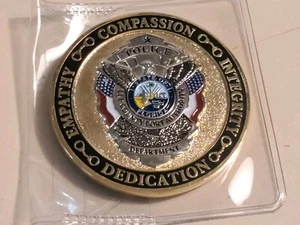 COMPASSION
EMPATHY
INTEGRITY
DEDICATION
POLICE
DEPARTMENT